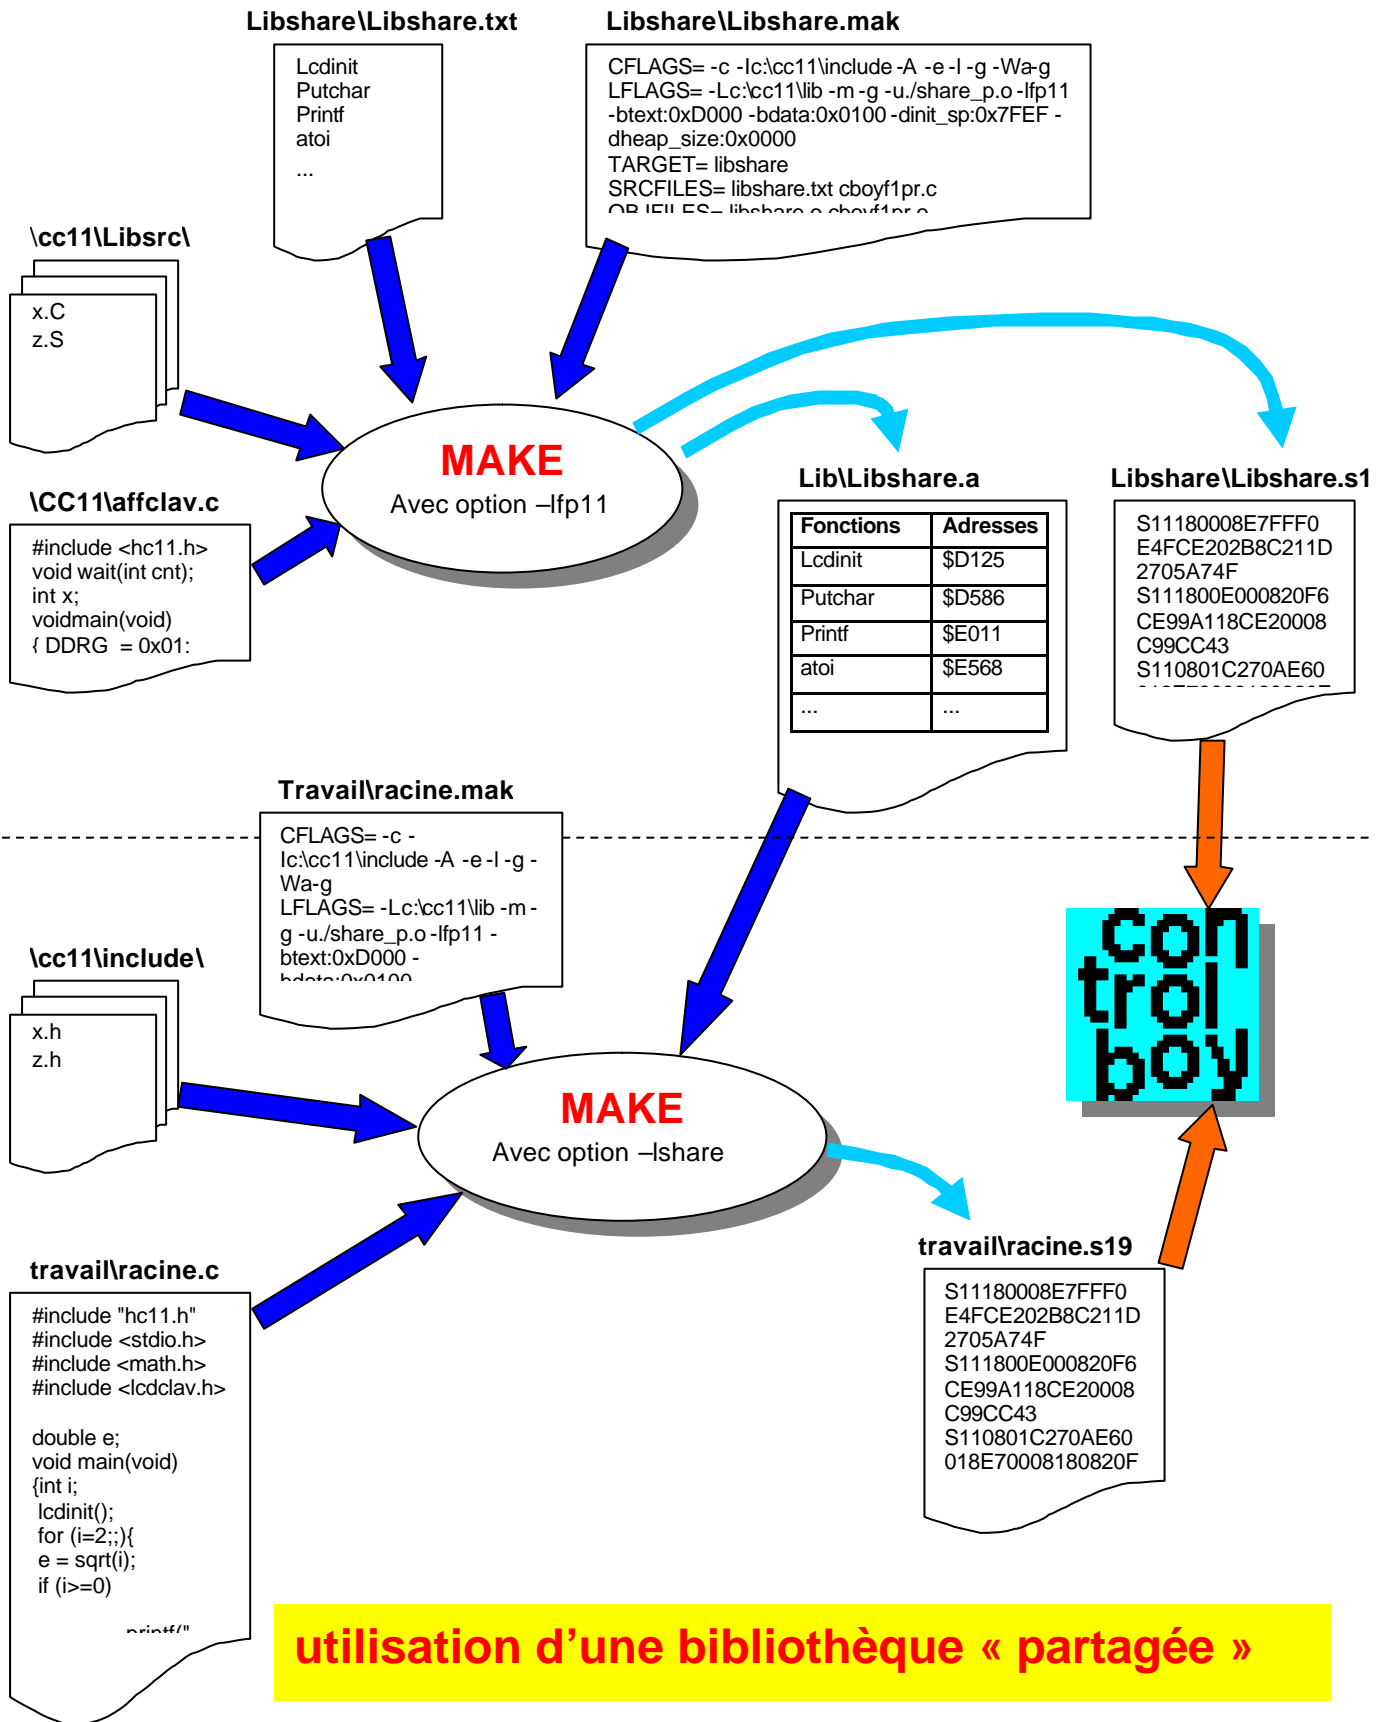 Libshare\Libshare.txt
Lcdinit
Putchar
Printf
atoi
...
Libshare\Libshare.mak
CFLAGS= -c -Ic:\cc11\include -A -e -l -g -Wa-g
LFLAGS= -Lc:\cc11\lib -m -g -u./share_p.o -lfp11
-btext:0xD000 -bdata:0x0100 -dinit_sp:0x7FEF -
dheap_size:0x0000
TARGET= libshare
SRCFILES= libshare.txt cboyf1pr.c
OBJFILES= libshare.o cboyf1pr.o
\cc11\Libsrc\
x.C
z.S
\CC11\affclav.c
#include <hc11.h>
void wait(int cnt);
int x;
voidmain(void)
{ DDRG = 0x01;
MAKE
Avec option –lfp11
Lib\Libshare.a
Fonctions Adresses
Lcdinit $D125
Putchar $D586
Printf $E011
atoi $E568
... ...
Libshare\Libshare.s1
S11180008E7FFF0
E4FCE202B8C211D
2705A74F
S111800E000820F6
CE99A118CE20008
C99CC43
S110801C270AE60
Travail\racine.mak
CFLAGS= -c -
Ic:\cc11\include -A -e -l -g -
Wa-g
LFLAGS= -Lc:\cc11\lib -m -
g -u./share_p.o -lfp11 -
btext:0xD000 -
bdata:0x0100
\cc11\include\
x.h
z.h
MAKE
Avec option –lshare
con
trol
boy
travail\racine.c
#include "hc11.h"
#include <stdio.h>
#include <math.h>
#include <lcdclav.h>
double e;
void main(void)
{int i;
lcdinit();
for (i=2;;){
e = sqrt(i);
if (i>=0)
printf("
travail\racine.s19
S11180008E7FFF0
E4FCE202B8C211D
2705A74F
S111800E000820F6
CE99A118CE20008
C99CC43
S110801C270AE60
018E70008180820F
utilisation d’une bibliothèque « partagée »